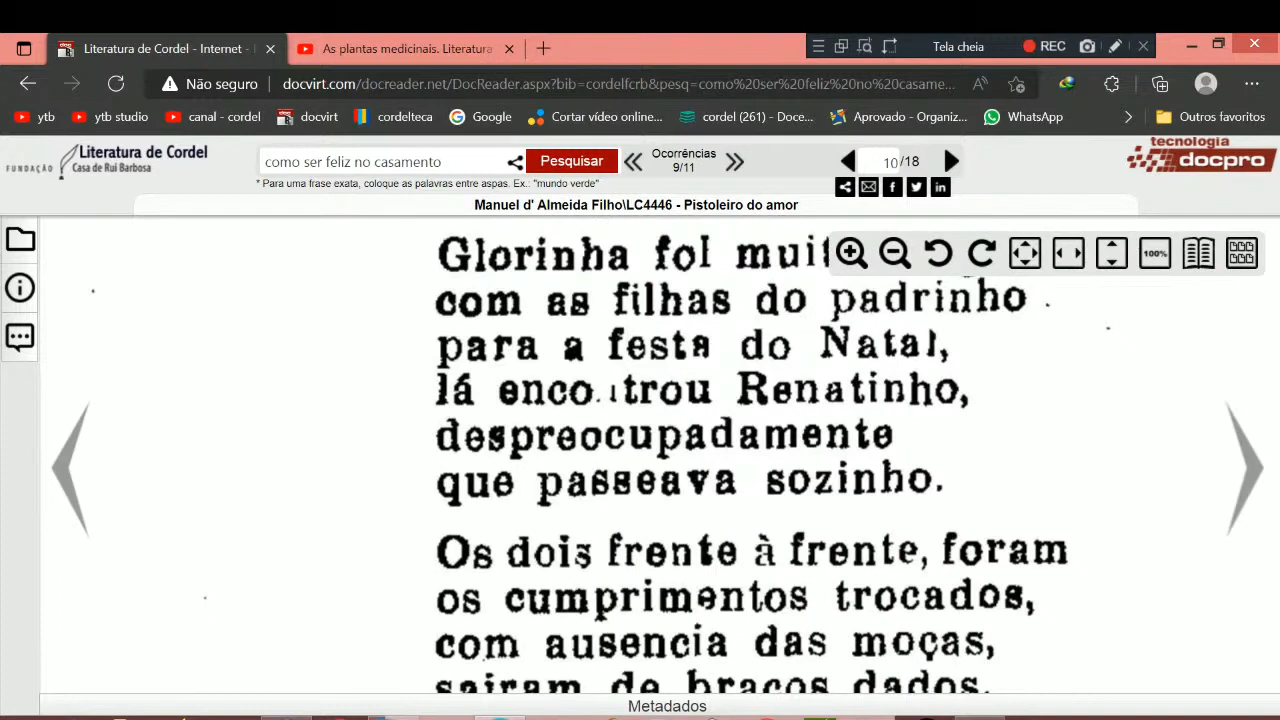 Literatura de Cordel - Internet -
As plantas medicinais. Literatura
Tela cheia
REC
Não seguro
docvirt.com/docreader.net/DocReader.aspx?bib=cordelfcrb&pesq=como%20ser%20feliz%20no%20casame...
ytb
ytb studio
canal - cordel
docvirt
cordelteca
Google
Cortar vídeo online...
cordel (261) - Doce...
Aprovado - Organiz...
WhatsApp
Outros favoritos
FUNDAÇÃO
Literatura de Cordel
Casa de Rui Barbosa
como ser feliz no casamento
Pesquisar
Ocorrências
9/11
10 /18
tecnologia
docpro
* Para uma frase exata, coloque as palavras entre aspas. Ex.: "mundo verde"
Manuel d' Almeida Filho\LC4446 - Pistoleiro do amor
100%
Glorinha foi
com as filhas do padrinho
para a festa do Natal,
lá encontrou Renatinho,
despreocupadamente
que passeava sozinho.
Os dois frente à frente, foram
os cumprimentos trocados,
com ausencia das moças,
sairam de braços dados.
Metadados